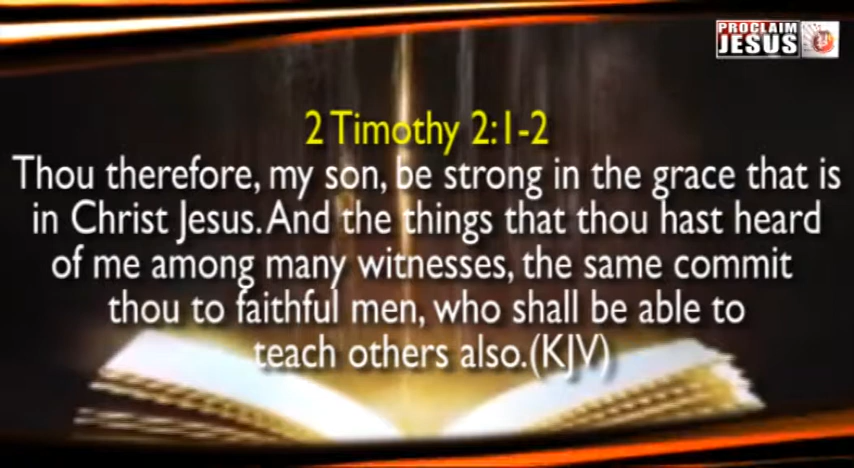 PROCLAIM
JESUS
2 Timothy 2:1-2
Thou therefore, my son, be strong in the grace that is
in Christ Jesus. And the things that thou hast heard
of me among many witnesses, the same commit
thou to faithful men, who shall be able to
teach others also.(KJV)